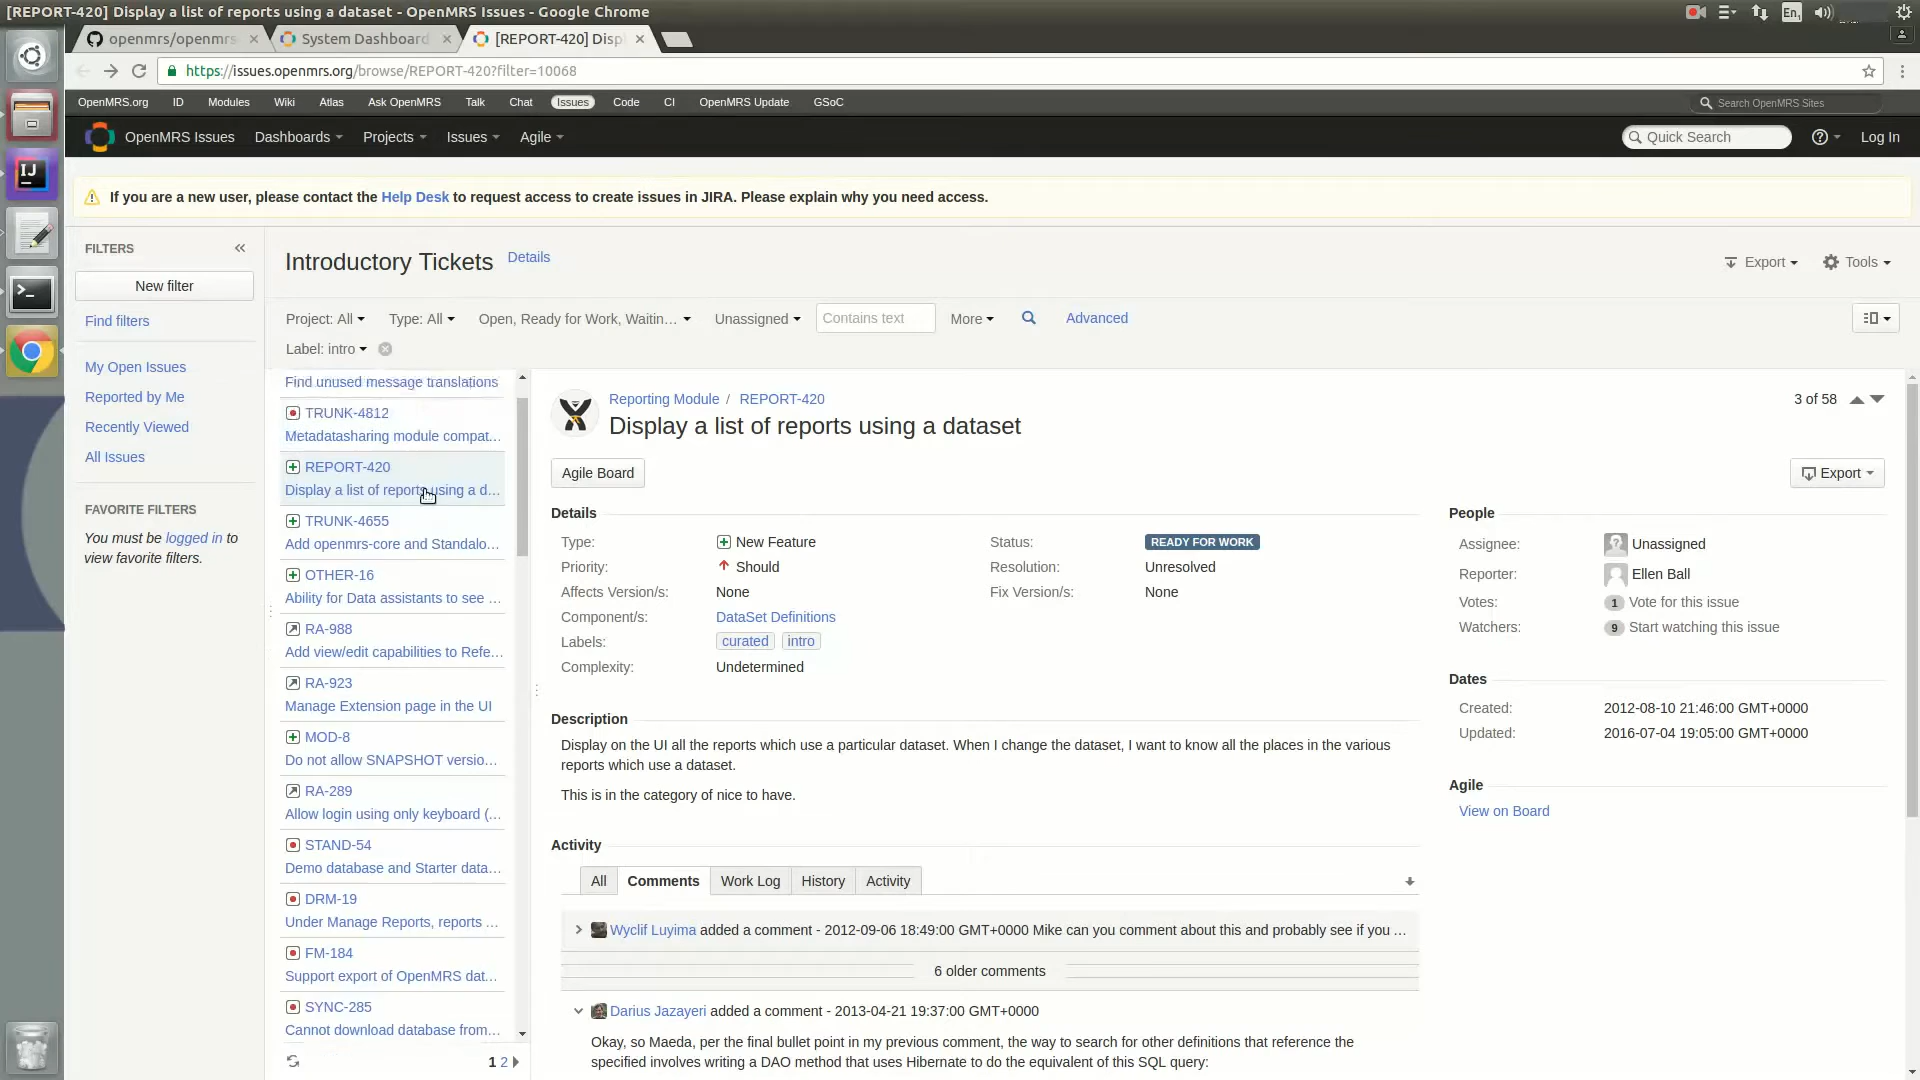 [REPORT-420] Display a list of reports using a dataset - OpenMRS Issues - Google Chrome
En
openmrs/openmrs
System Dashboard
[REPORT-420] Disp
https://issues.openmrs.org/browse/REPORT-420?filter=10068
OpenMRS.org ID Modules Wiki Atlas Ask OpenMRS Talk Chat Issues Code CI OpenMRS Update GSoC
Search OpenMRS Sites
OpenMRS Issues Dashboards Projects Issues Agile
Quick Search
Log In
IJ
If you are a new user, please contact the Help Desk to request access to create issues in JIRA. Please explain why you need access.
FILTERS
New filter
Find filters
My Open Issues
Reported by Me
Recently Viewed
All Issues
FAVORITE FILTERS
You must be logged in to
view favorite filters.
Introductory Tickets Details
Export Tools
Project: All Type: All Open, Ready for Work, Waitin... Unassigned Contains text More Advanced
Label: intro
Find unused message translations
TRUNK-4812
Metadatasharing module compat...
REPORT-420
Display a list of reports using a d...
TRUNK-4655
Add openmrs-core and Standalo...
OTHER-16
Ability for Data assistants to see ...
RA-988
Add view/edit capabilities to Refe...
RA-923
Manage Extension page in the UI
MOD-8
Do not allow SNAPSHOT versio...
RA-289
Allow login using only keyboard (...
STAND-54
Demo database and Starter data...
DRM-19
Under Manage Reports, reports ...
FM-184
Support export of OpenMRS dat...
SYNC-285
Cannot download database from...
1 2
Reporting Module / REPORT-420
3 of 58
Display a list of reports using a dataset
Agile Board
Export
Details
Type: New Feature
Status: READY FOR WORK
Priority: Should
Resolution: Unresolved
Affects Version/s: None
Fix Version/s: None
Component/s: DataSet Definitions
Labels: curated intro
Complexity: Undetermined
Description
Display on the UI all the reports which use a particular dataset. When I change the dataset, I want to know all the places in the various
reports which use a dataset.
This is in the category of nice to have.
Activity
All Comments Work Log History Activity
Wyclif Luyima added a comment - 2012-09-06 18:49:00 GMT+0000 Mike can you comment about this and probably see if you ...
6 older comments
Darius Jazayeri added a comment - 2013-04-21 19:37:00 GMT+0000
Okay, so Maeda, per the final bullet point in my previous comment, the way to search for other definitions that reference the
specified involves writing a DAO method that uses Hibernate to do the equivalent of this SQL query:
People
Assignee: Unassigned
Reporter: Ellen Ball
Votes: 1 Vote for this issue
Watchers: 9 Start watching this issue
Dates
Created: 2012-08-10 21:46:00 GMT+0000
Updated: 2016-07-04 19:05:00 GMT+0000
Agile
View on Board